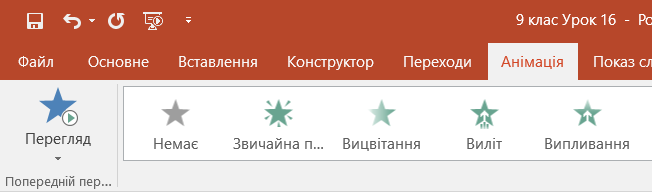 9 клас Урок 16 - Po
Файл Основне Вставлення Конструктор Переходи Анімація Показ сл
Перегляд Немає Звичайна п... Вицвітання Виліт Випливання
Попередній пер...